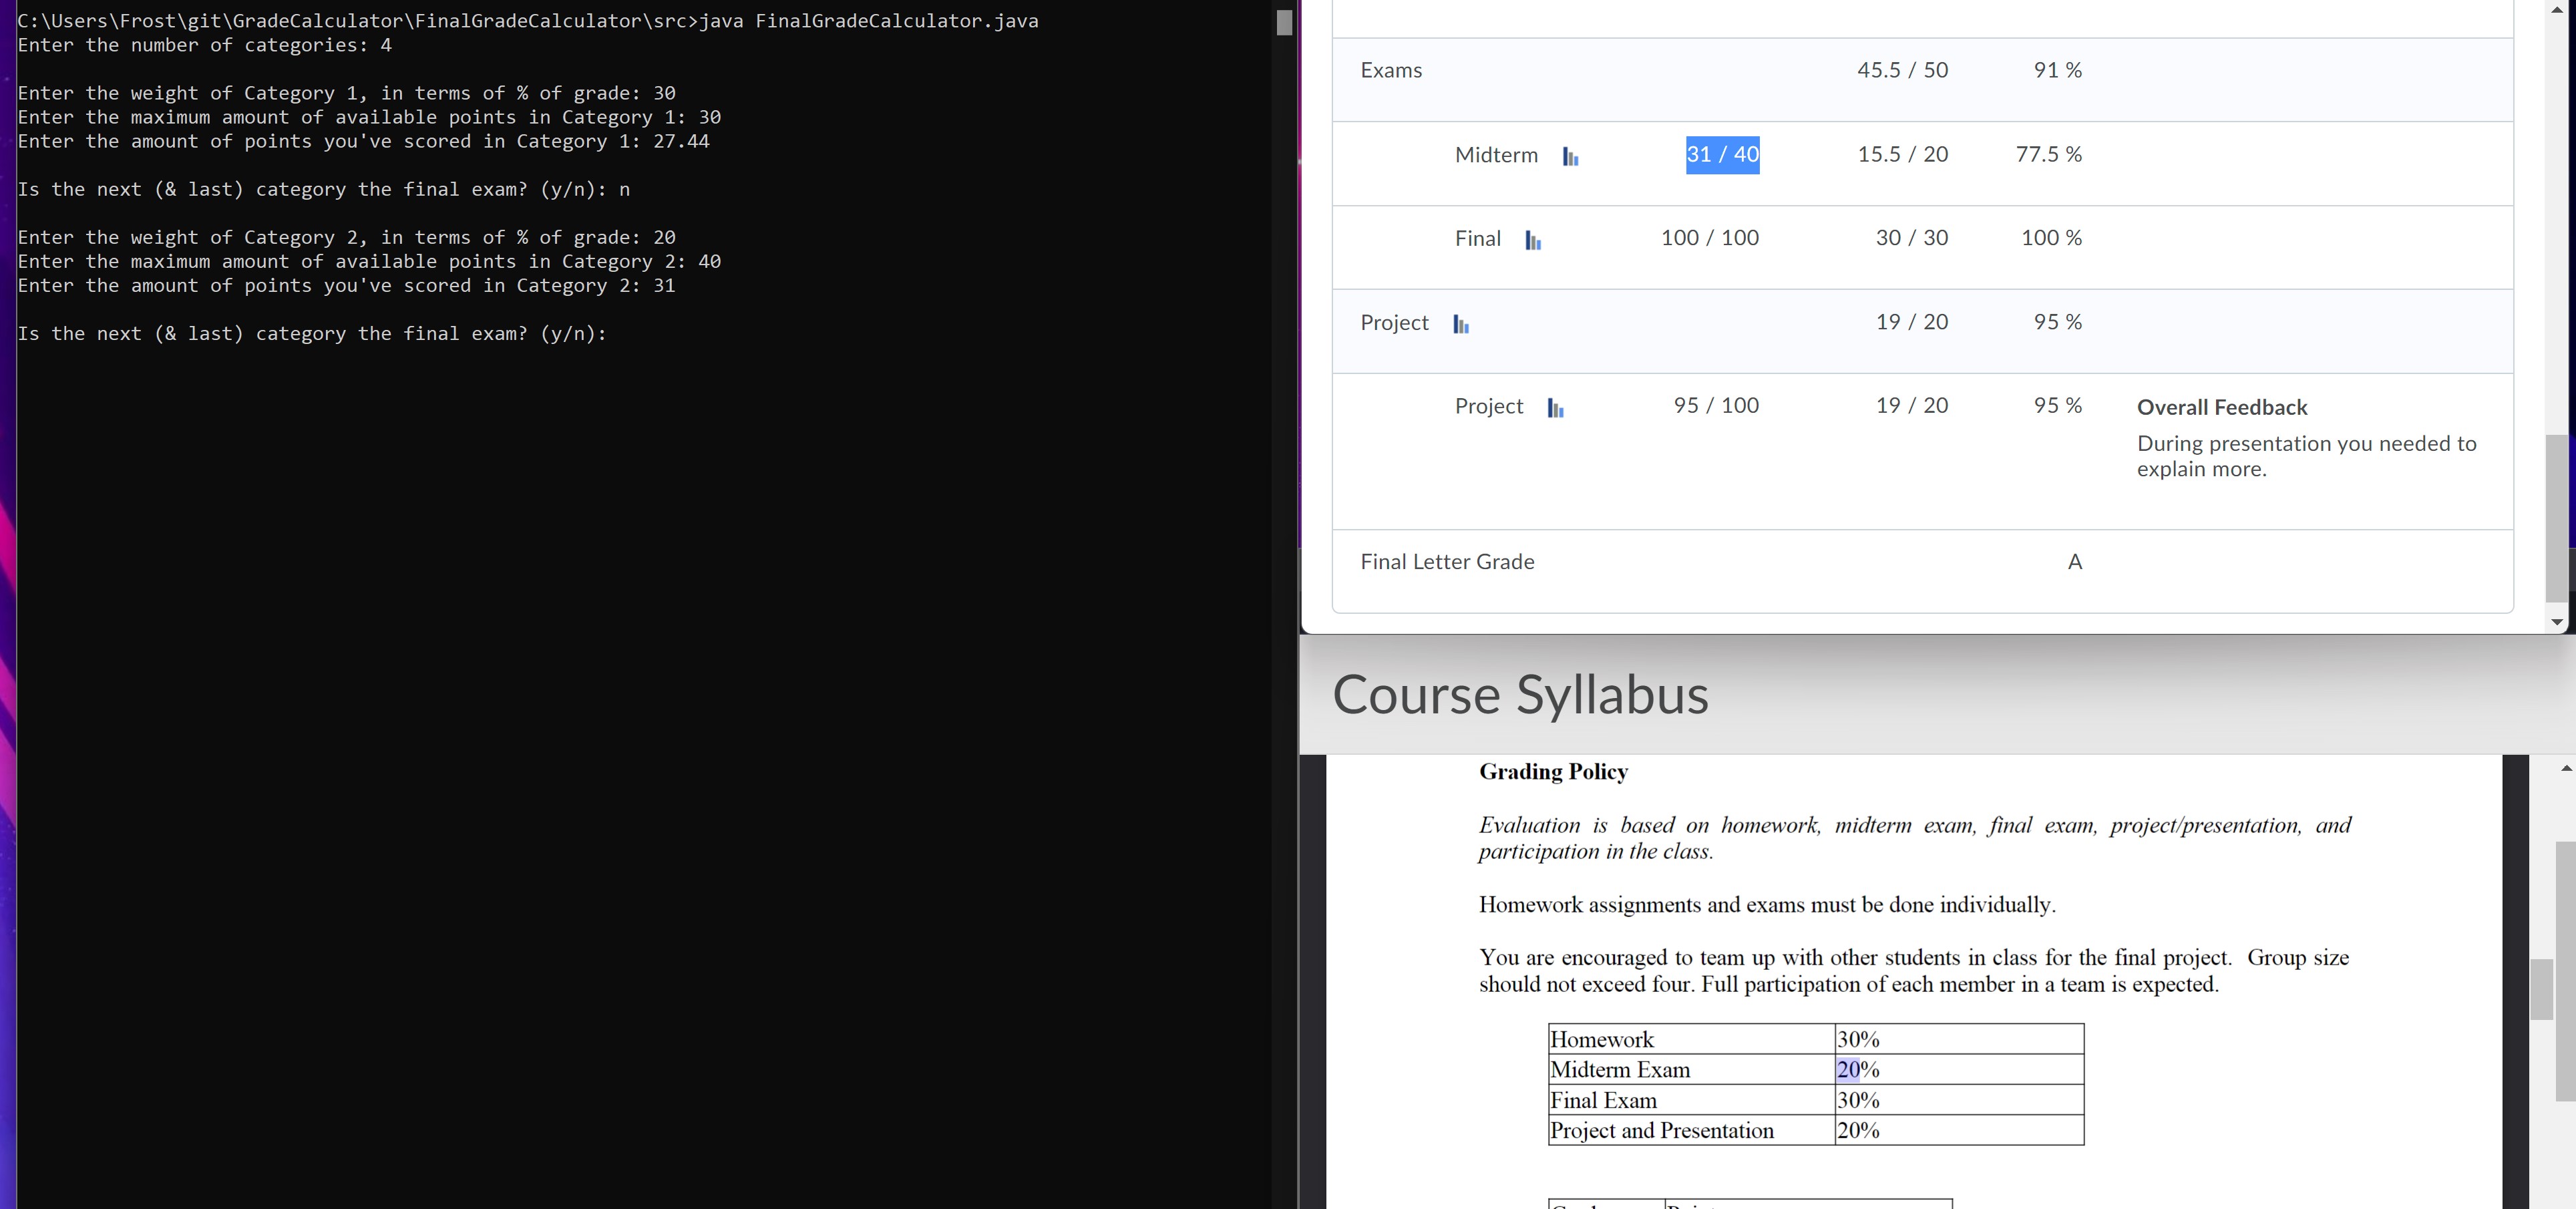 C:\Users\Frost\git\GradeCalculator\FinalGradeCalculator\src>java FinalGradeCalculator.java
Enter the number of categories: 4
Enter the weight of Category 1, in terms of % of grade: 30
Enter the maximum amount of available points in Category 1: 30
Enter the amount of points you've scored in Category 1: 27.44
Is the next (& last) category the final exam? (y/n): n
Enter the weight of Category 2, in terms of % of grade: 20
Enter the maximum amount of available points in Category 2: 40
Enter the amount of points you've scored in Category 2: 31
Is the next (& last) category the final exam? (y/n):
Exams 45.5 / 50 91 %
Midterm 31 / 40 15.5 / 20 77.5 %
Final 100 / 100 30 / 30 100 %
Project 19 / 20 95 %
Project 95 / 100 19 / 20 95 % Overall Feedback
During presentation you needed to
explain more.
Final Letter Grade A
Course Syllabus
Grading Policy
Evaluation is based on homework, midterm exam, final exam, project/presentation, and
participation in the class.
Homework assignments and exams must be done individually.
You are encouraged to team up with other students in class for the final project. Group size
should not exceed four. Full participation of each member in a team is expected.
Homework 30%
Midterm Exam 20%
Final Exam 30%
Project and Presentation 20%